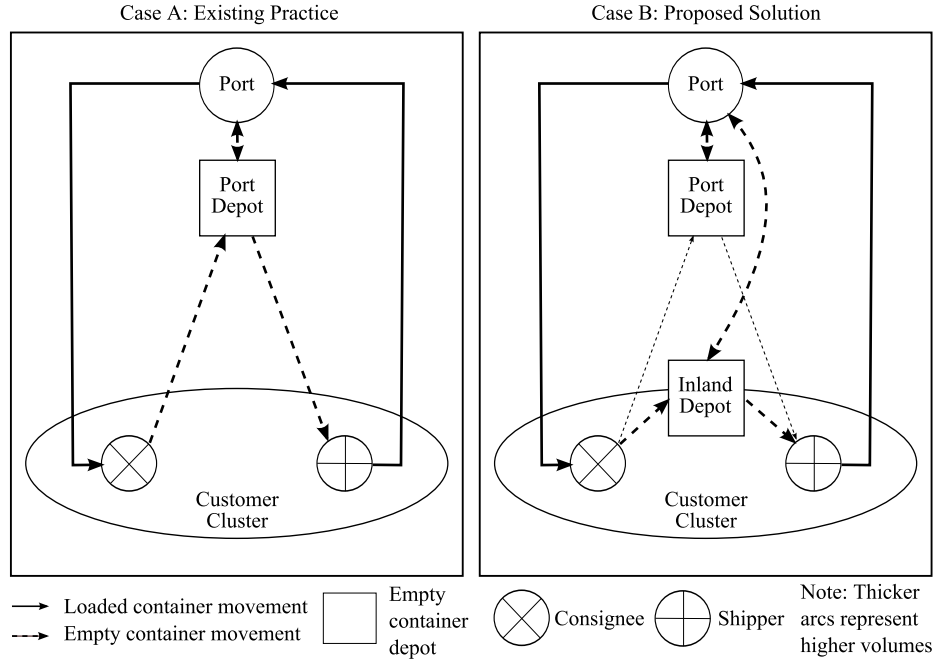 Case A: Existing Practice
Port
Port
Depot
Customer
Cluster
Case B: Proposed Solution
Port
Port
Depot
Inland
Depot
Customer
Cluster
Loaded container movement
Empty container movement
Empty
container
depot
Consignee
Shipper
Note: Thicker
arcs represent
higher volumes